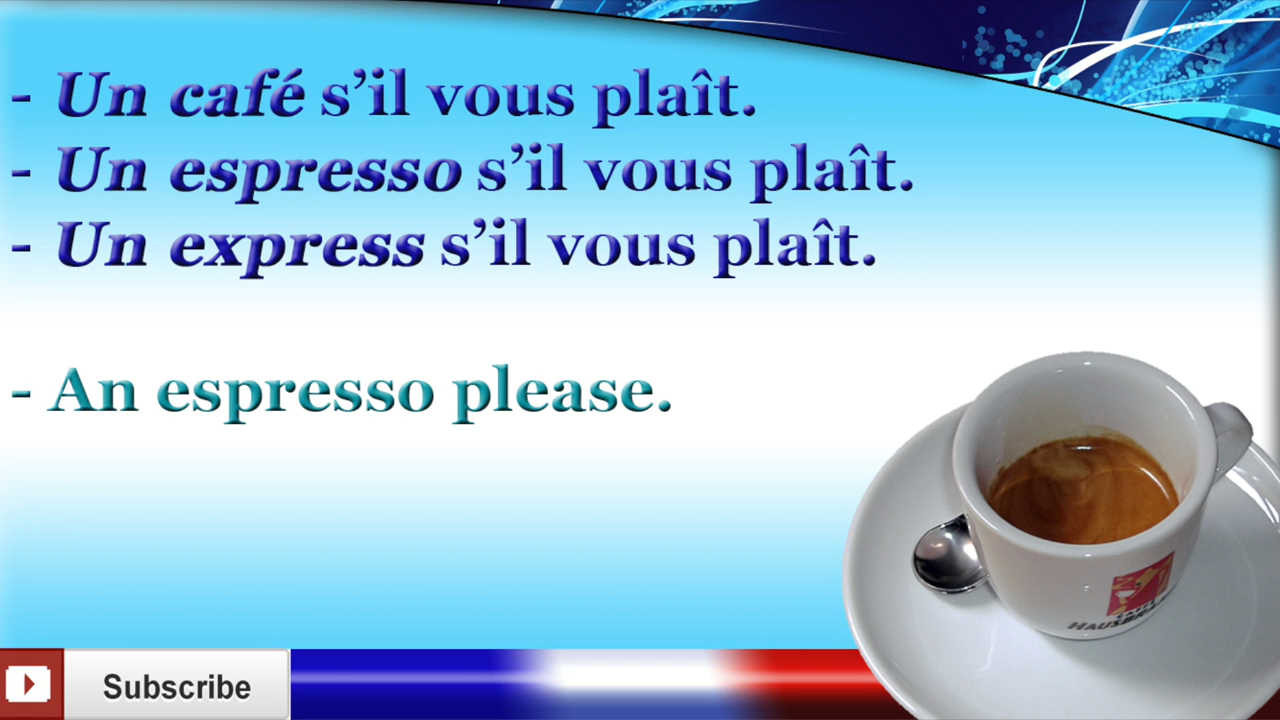 - Un café s’il vous plaît.
- Un espresso s’il vous plaît.
- Un express s’il vous plaît.
- An espresso please.
Subscribe